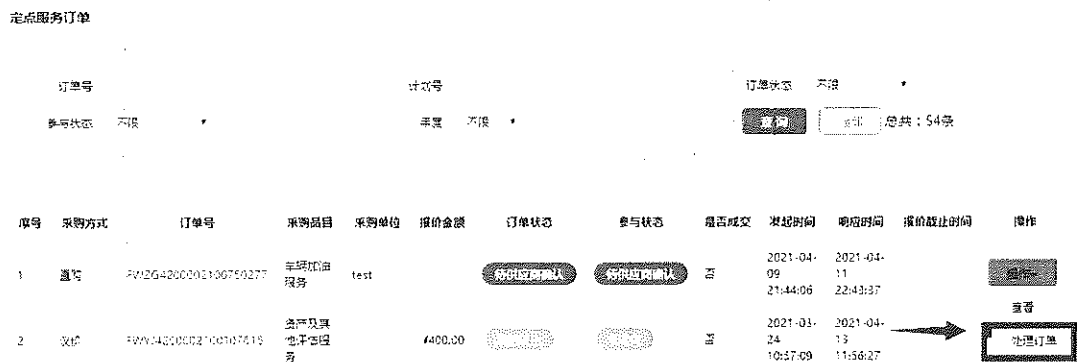 定点服务订单
订单号 计划号 订单状态 不限
参与状态 不限 年度 不限 查询 总共：54条
序号 采购方式 订单号 采购品目 采购单位 报价金额 订单状态 参与状态 是否成交 发起时间 响应时间 报价截止时间 操作
1 直购 车辆加油服务 test 待供应商确认 待供应商确认 否 2021-04-09 21:44:06 2021-04-11 22:43:37
查看
2 议价 资产及其他评估服务 否 2021-03-24 10:37:09 2021-04-13 11:56:27 处理订单